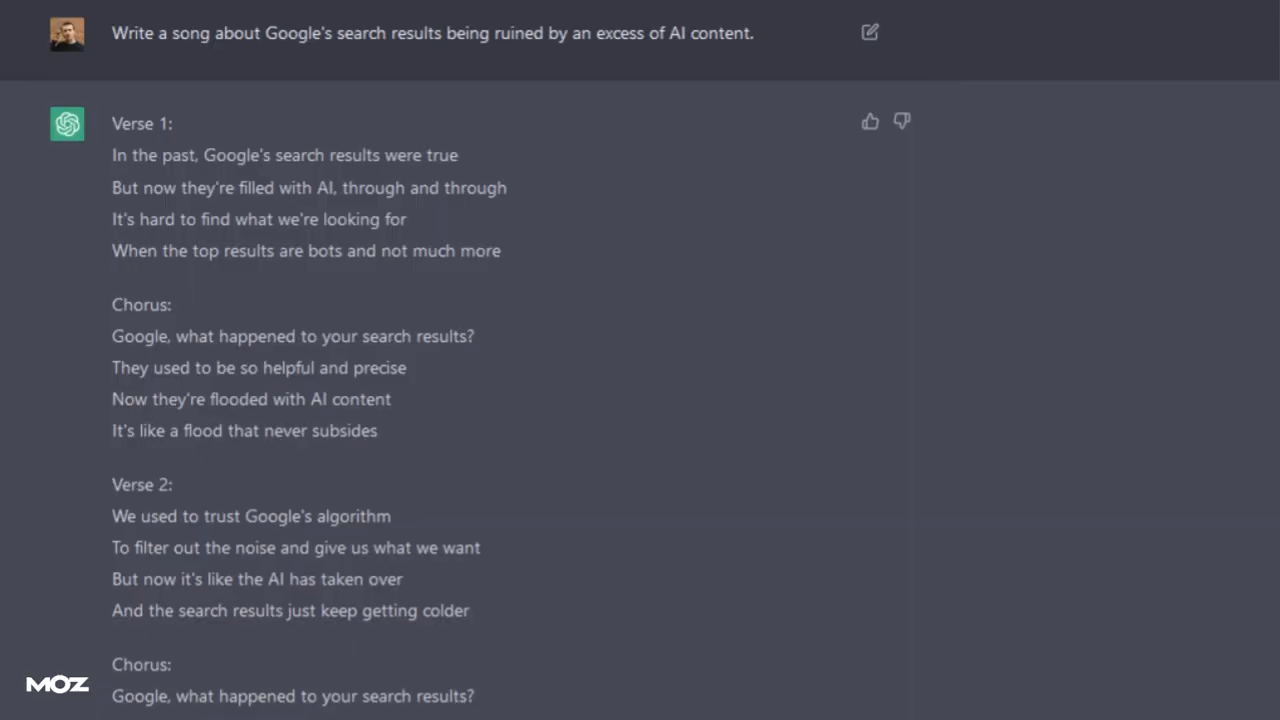 Write a song about Google's search results being ruined by an excess of AI content.
Verse 1:
In the past, Google's search results were true
But now they're filled with AI, through and through
It's hard to find what we're looking for
When the top results are bots and not much more
Chorus:
Google, what happened to your search results?
They used to be so helpful and precise
Now they're flooded with AI content
It's like a flood that never subsides
Verse 2:
We used to trust Google's algorithm
To filter out the noise and give us what we want
But now it's like the AI has taken over
And the search results just keep getting colder
Chorus:
Google, what happened to your search results?
MOZ